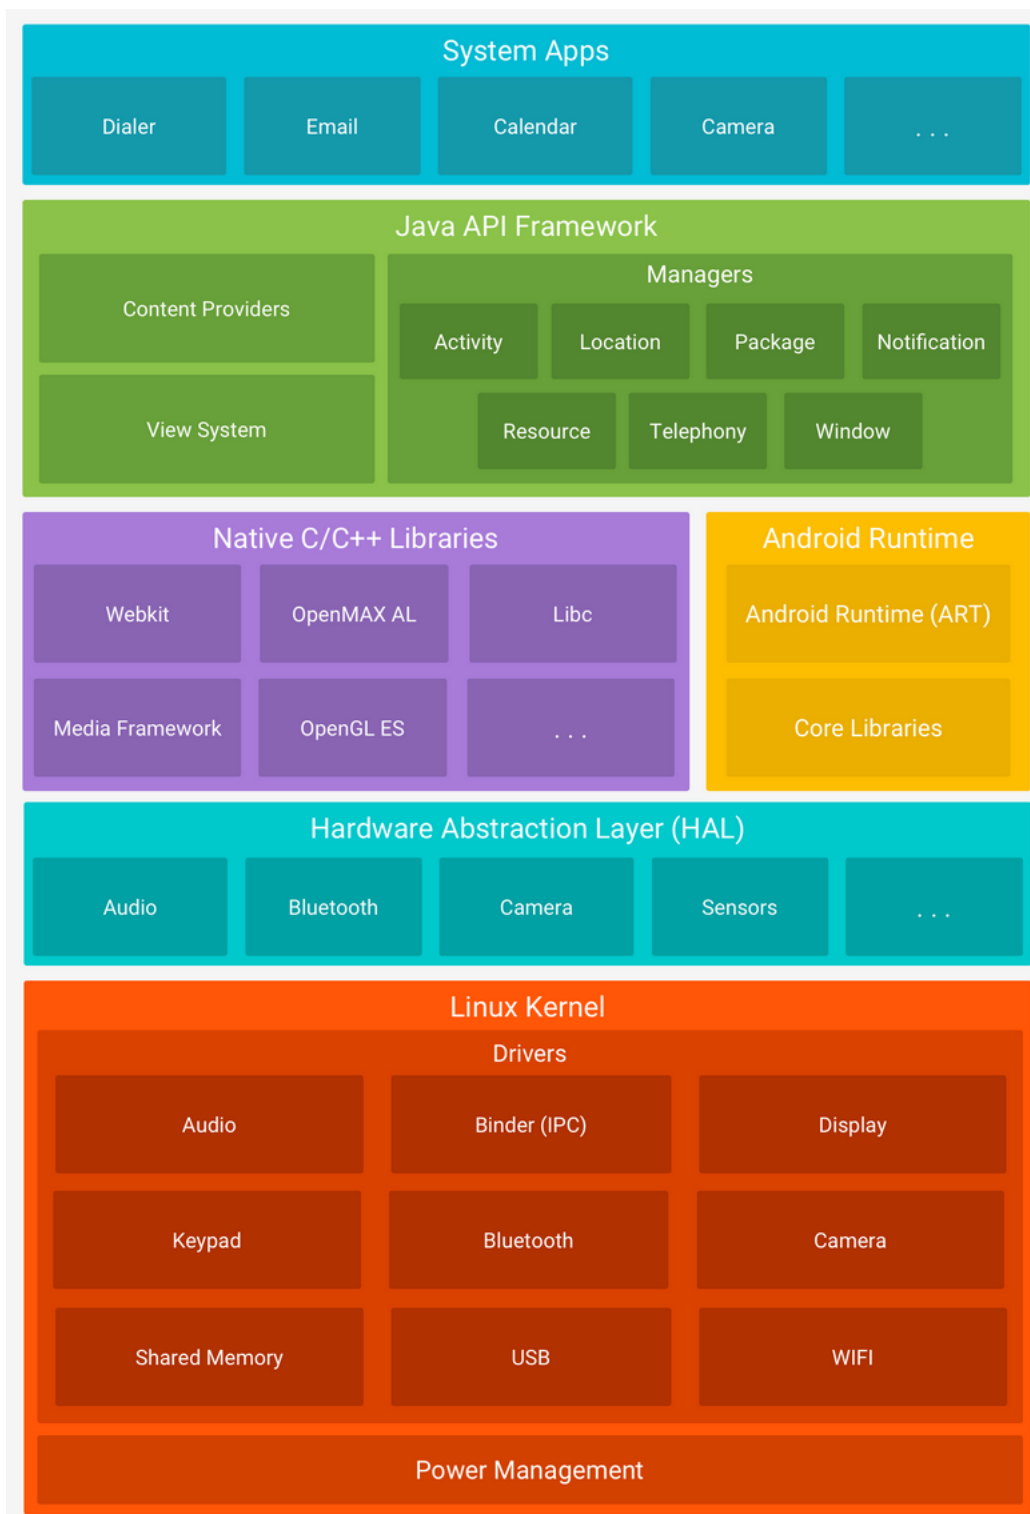 System Apps
Dialer
Email
Calendar
Camera
. . .
Java API Framework
Content Providers
View System
Managers
Activity
Location
Package
Notification
Resource
Telephony
Window
Native C/C++ Libraries
Webkit
OpenMAX AL
Libc
Media Framework
OpenGL ES
. . .
Android Runtime
Android Runtime (ART)
Core Libraries
Hardware Abstraction Layer (HAL)
Audio
Bluetooth
Camera
Sensors
. . .
Linux Kernel
Drivers
Audio
Binder (IPC)
Display
Keypad
Bluetooth
Camera
Shared Memory
USB
WIFI
Power Management